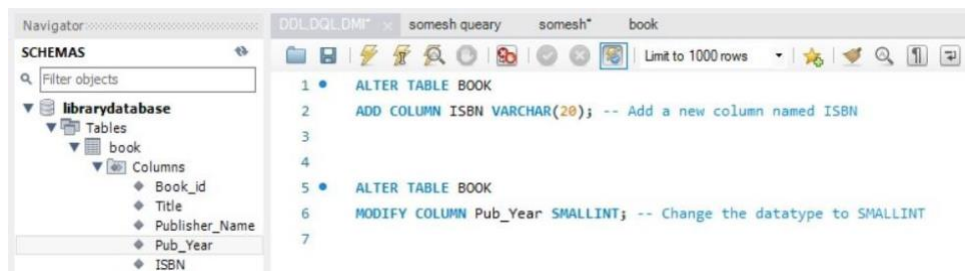 Navigator
SCHEMAS
Filter objects
librarydatabase
Tables
book
Columns
Book_id
Title
Publisher_Name
Pub_Year
ISBN
DDL,DQL,DMl* × somesh queary somesh* book
Limit to 1000 rows
1 ALTER TABLE BOOK
2 ADD COLUMN ISBN VARCHAR(20); -- Add a new column named ISBN
3
4
5 ALTER TABLE BOOK
6 MODIFY COLUMN Pub_Year SMALLINT; -- Change the datatype to SMALLINT
7